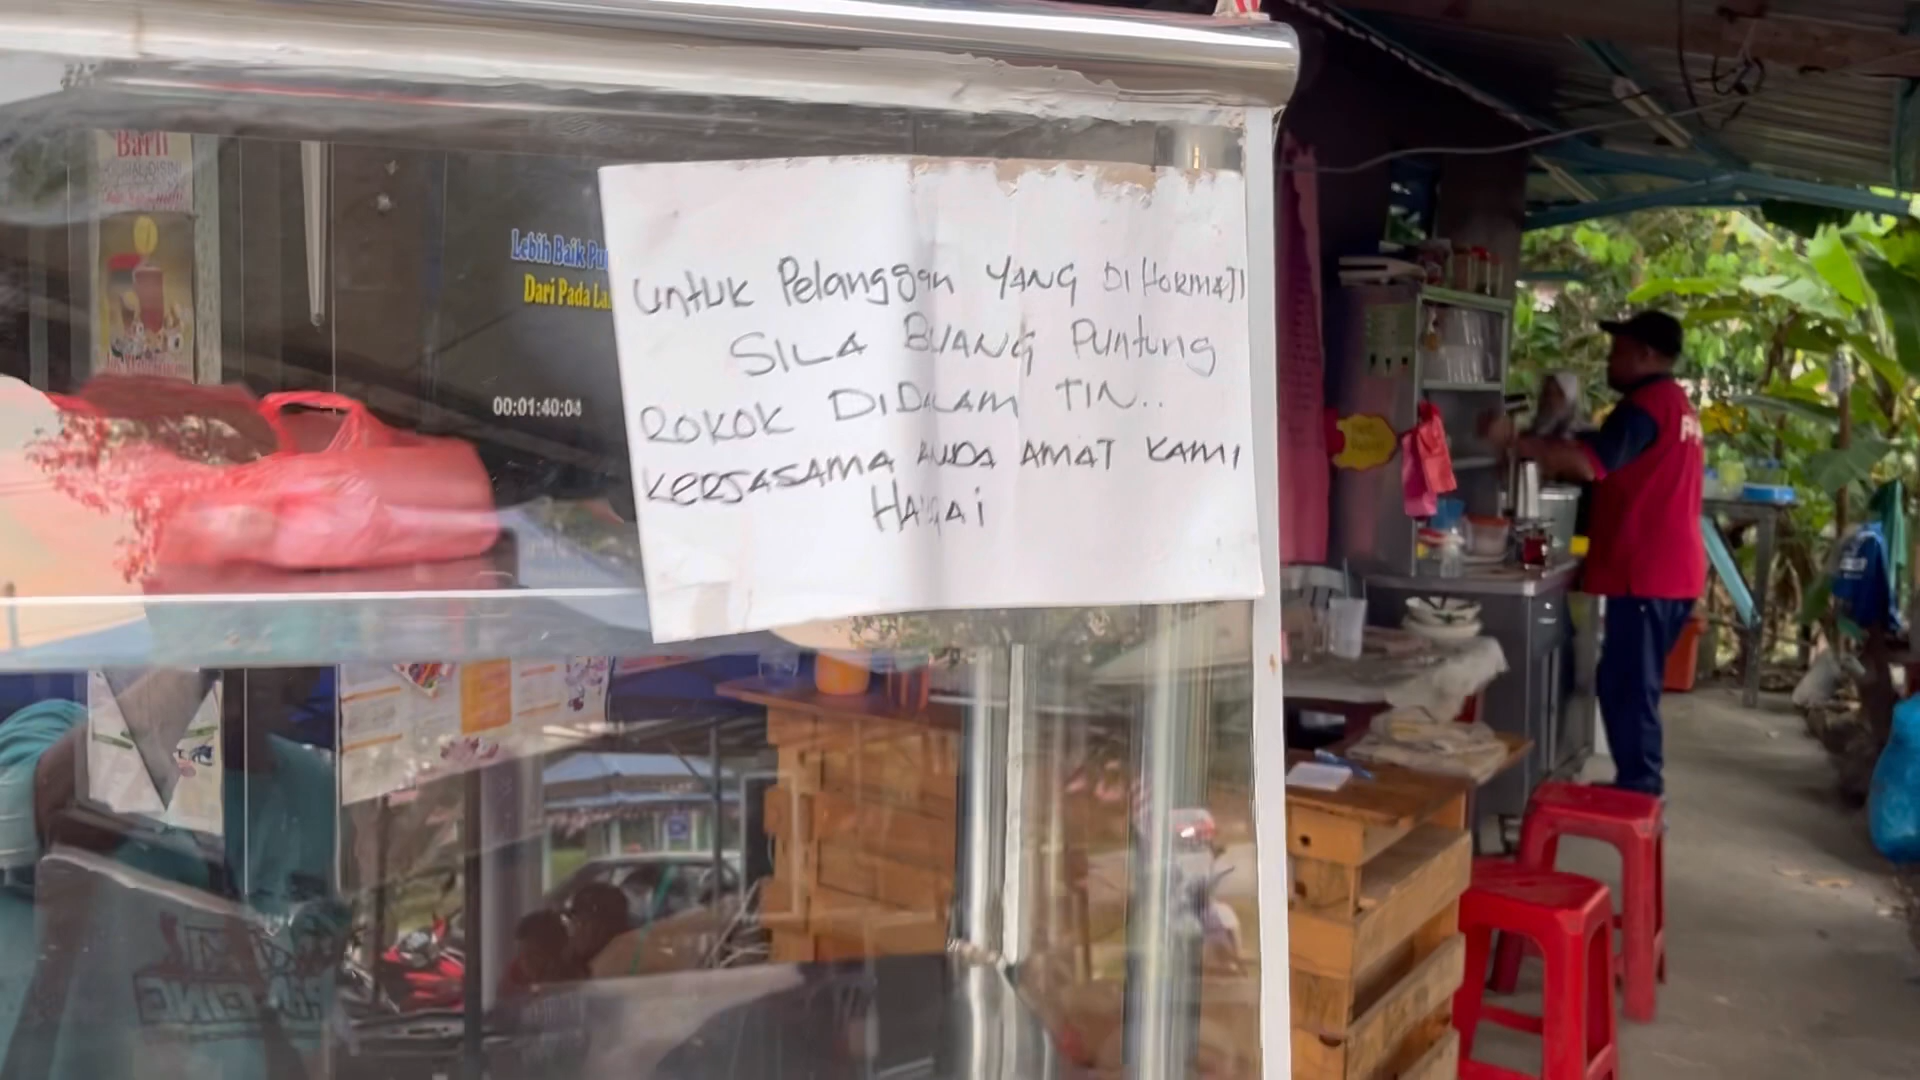 Barli
Lebih Baik
Dari Pada
00:01:40:04
Untuk Pelanggan YANG DI HORMATI
SILA BUANG Puntung
ROKOK DIDALAM TIN..
KERJASAMA ANDA AMAT KAMI
HARGAI